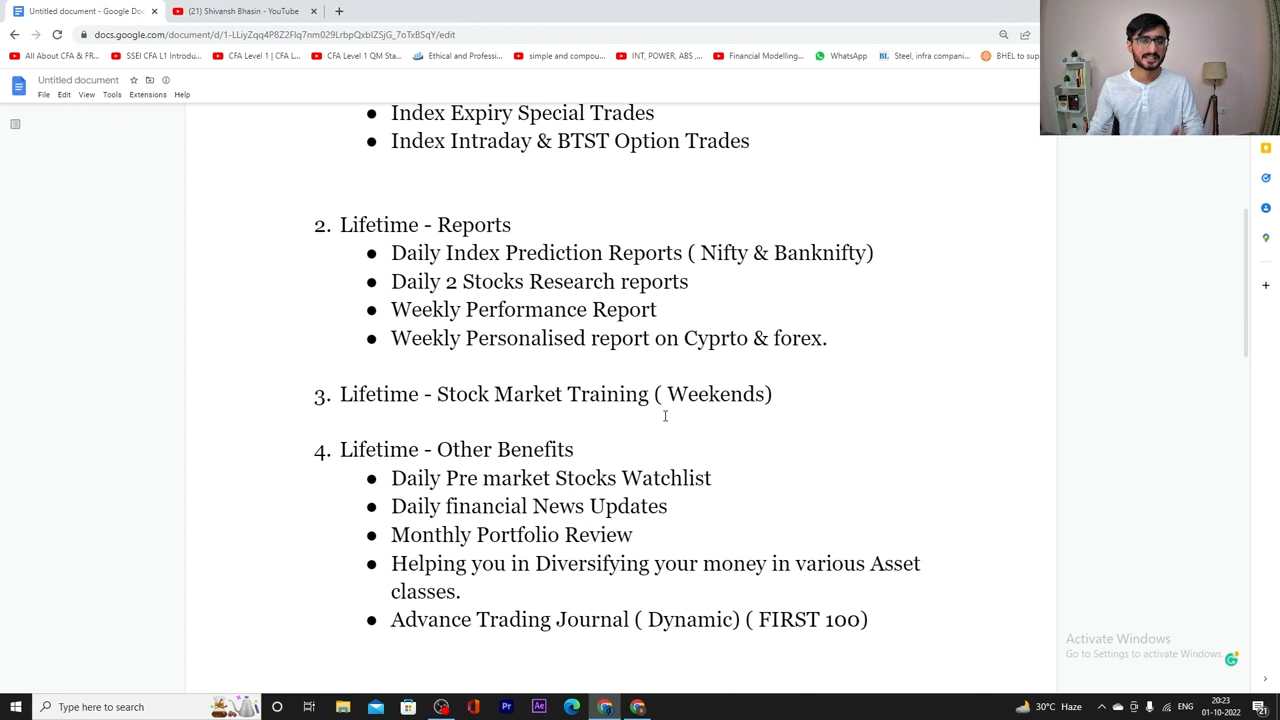 Untitled document - Google Doc
(21) Shivansh Bhasin - YouTube
docs.google.com/document/d/1-LLiyZqq4P8Z2Flq7nm029LrbpQxbIZSjG_7oTxBSqY/edit
All About CFA & FR...
SSEI CFA L1 Introdu...
CFA Level 1 | CFA L...
CFA Level 1 QM Sta...
Ethical and Professi...
simple and compou...
INT, POWER, ABS ,...
Financial Modelling...
WhatsApp
BL Steel, infra compani...
BHEL to sup
Untitled document
File Edit View Tools Extensions Help
● Index Expiry Special Trades
● Index Intraday & BTST Option Trades
2. Lifetime - Reports
● Daily Index Prediction Reports ( Nifty & Banknifty)
● Daily 2 Stocks Research reports
● Weekly Performance Report
● Weekly Personalised report on Cyprto & forex.
3. Lifetime - Stock Market Training ( Weekends)
4. Lifetime - Other Benefits
● Daily Pre market Stocks Watchlist
● Daily financial News Updates
● Monthly Portfolio Review
● Helping you in Diversifying your money in various Asset
classes.
● Advance Trading Journal ( Dynamic) ( FIRST 100)
Activate Windows
Go to Settings to activate Windows.
Type here to search
Pr
Ae
30°C Haze
ENG
20:23
01-10-2022
21